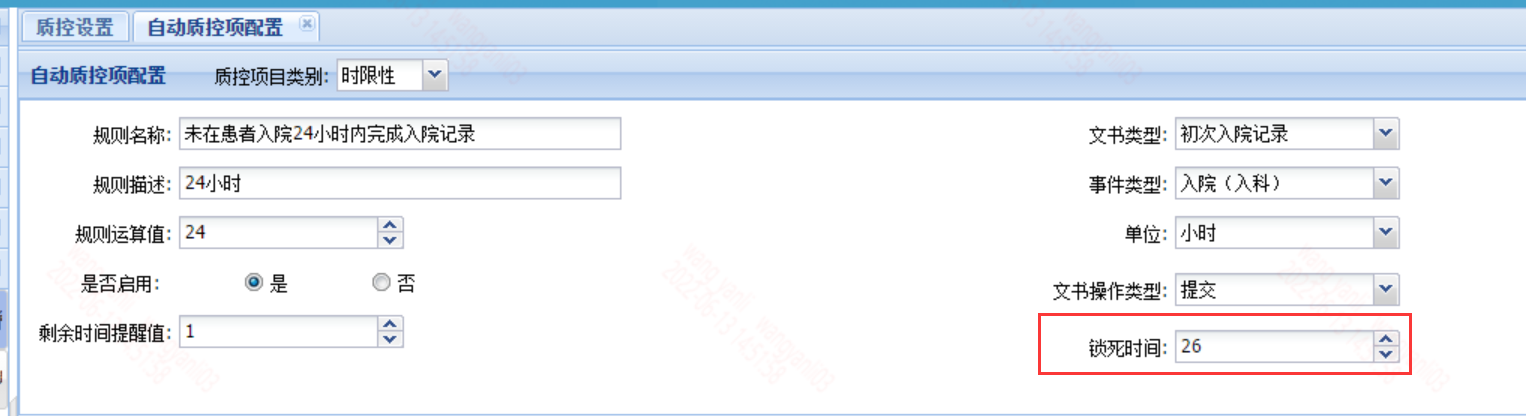 质控设置 自动质控项配置
自动质控项配置 质控项目类别: 时限性
规则名称: 未在患者入院24小时内完成入院记录 文书类型: 初次入院记录
规则描述: 24小时 事件类型: 入院（入科）
规则运算值: 24 单位: 小时
是否启用: 是 否 文书操作类型: 提交
剩余时间提醒值: 1 锁死时间: 26